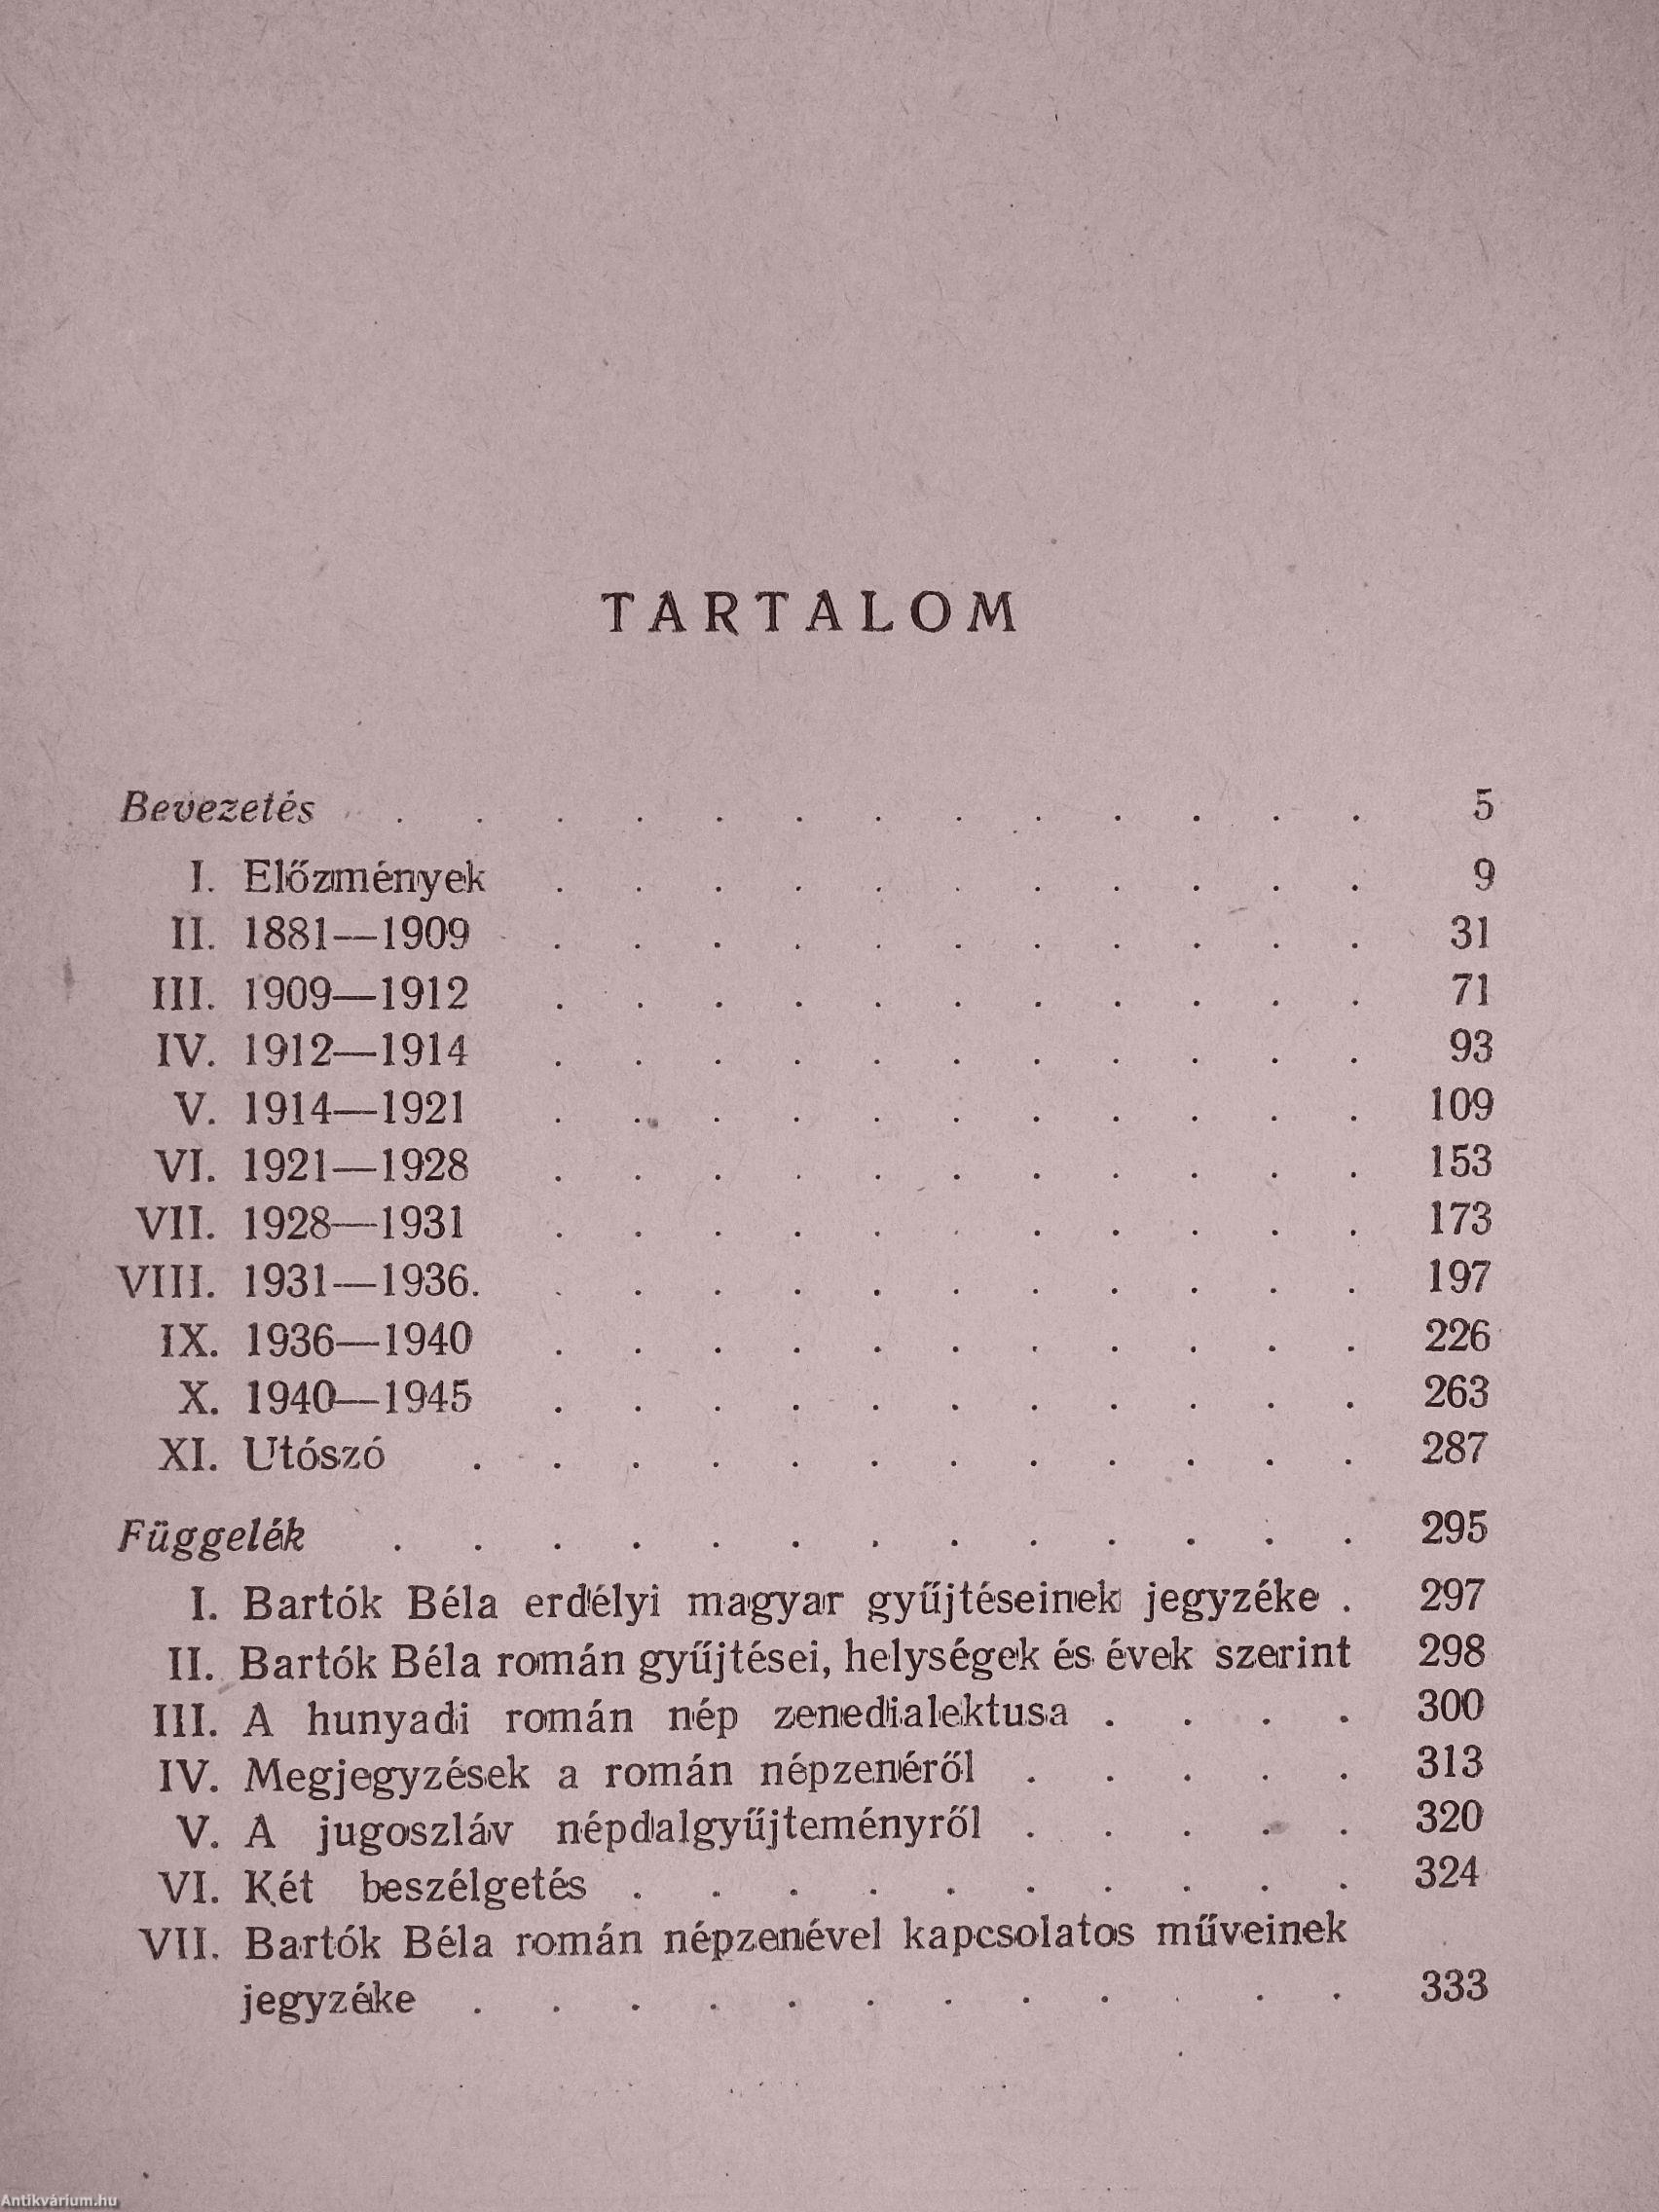 TARTALOM
Bevezetés . . . . . . . . . . . . . 5
I. Előzmények . . . . . . . . . . . 9
II. 1881—1909 . . . . . . . . . . . 31
III. 1909—1912 . . . . . . . . . . . 71
IV. 1912—1914 . . . . . . . . . . . 93
V. 1914—1921 . . . . . . . . . . . 109
VI. 1921—1928 . . . . . . . . . . . 153
VII. 1928—1931 . . . . . . . . . . . 173
VIII. 1931—1936. . . . . . . . . . . . 197
IX. 1936—1940 . . . . . . . . . . . 226
X. 1940—1945 . . . . . . . . . . . 263
XI. Utószó . . . . . . . . . . . . 287
Függelék . . . . . . . . . . . . . 295
I. Bartók Béla erdélyi magyar gyűjtéseinek jegyzéke . 297
II. Bartók Béla román gyűjtései, helységek és évek szerint 298
III. A hunyadi román nép zenedialektusa . . . . 300
IV. Megjegyzések a román népzenéről . . . . . 313
V. A jugoszláv népdalgyűjteményről . . . . . 320
VI. Két beszélgetés . . . . . . . . . . 324
VII. Bartók Béla román népzenével kapcsolatos műveinek
jegyzéke . . . . . . . . . . . . 333
Antikvárium.hu